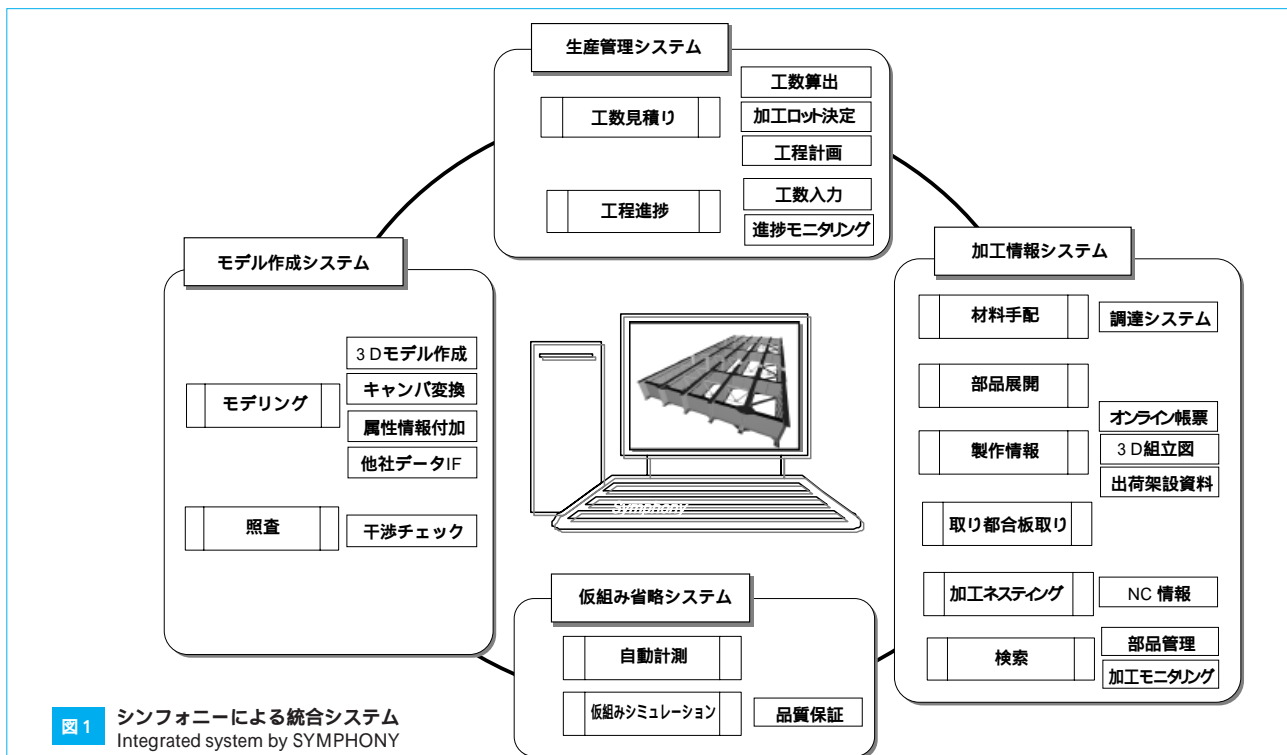 生産管理システム
工数見積り
工数算出
加工ロット決定
工程計画
工程進捗
工数入力
進捗モニタリング
モデル作成システム
モデリング
3Dモデル作成
キャンバ変換
属性情報付加
他社データIF
照査
干渉チェック
Symphony
加工情報システム
材料手配
調達システム
部品展開
製作情報
オンライン帳票
3D組立図
出荷架設資料
取り都合板取り
加工ネスティング
NC 情報
検索
部品管理
加工モニタリング
仮組み省略システム
自動計測
仮組みシミュレーション
品質保証
図1 シンフォニーによる統合システム
Integrated system by SYMPHONY